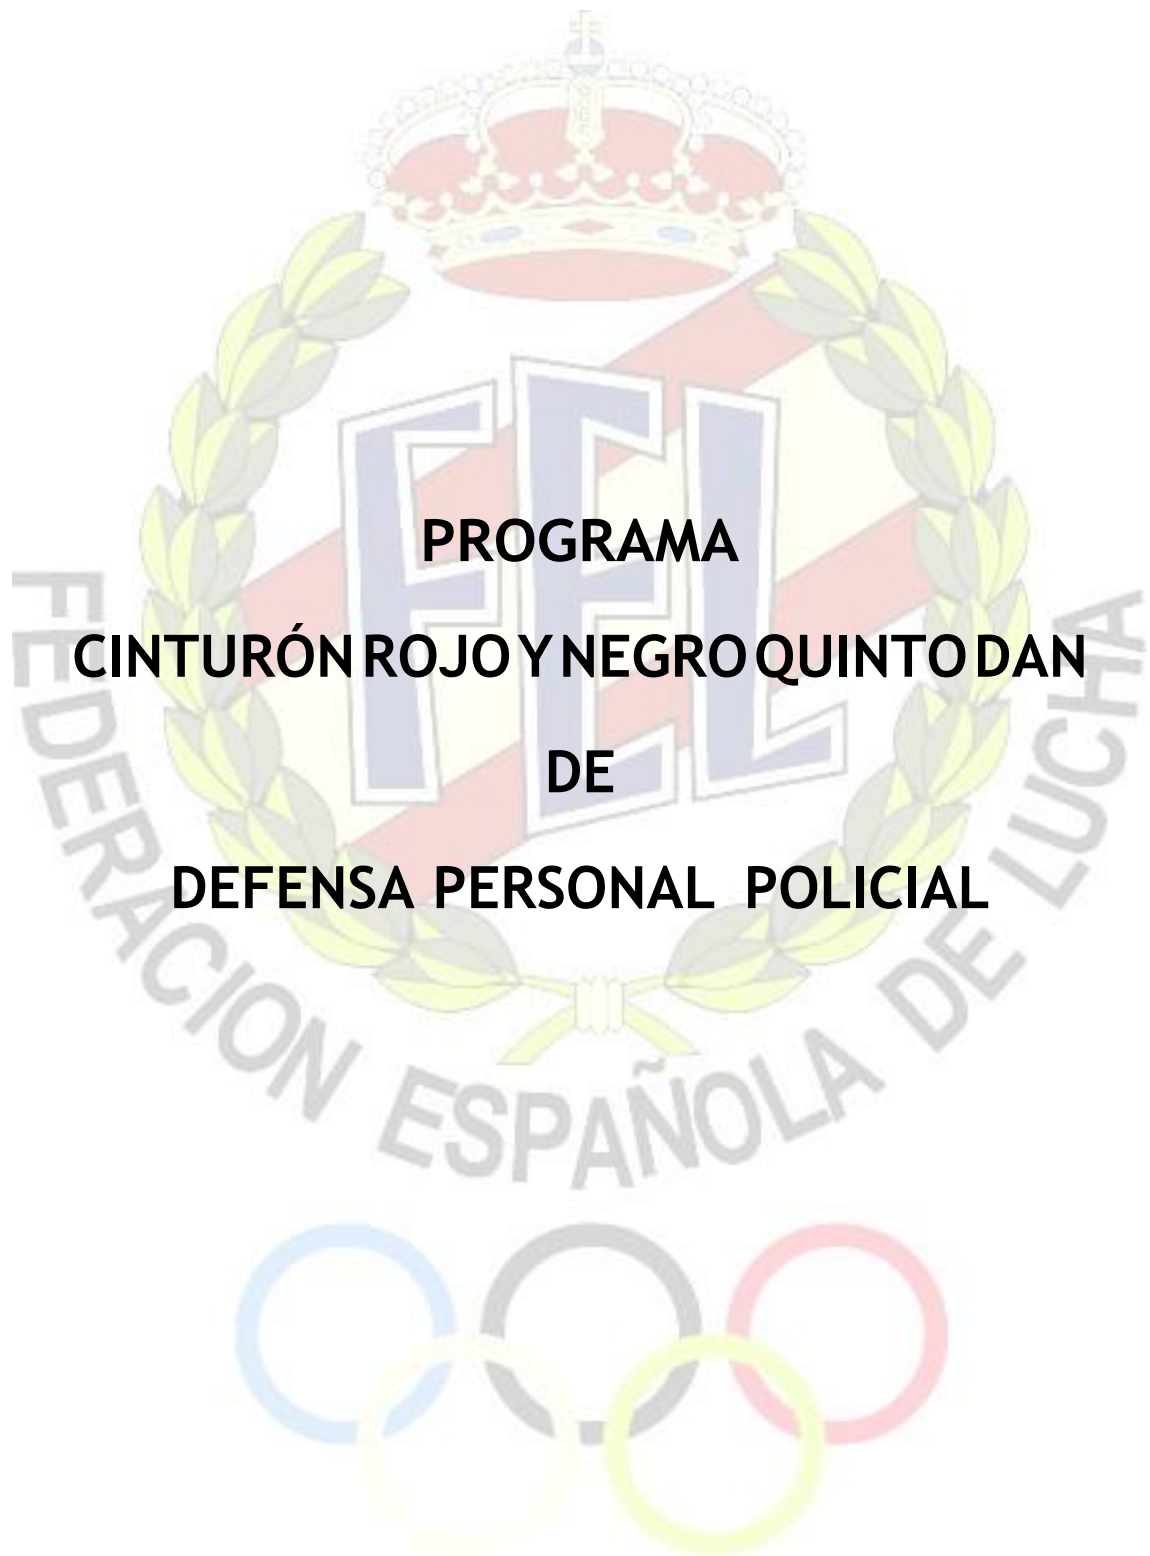 PROGRAMA
CINTURÓN ROJO Y NEGRO QUINTO DAN
DE
DEFENSA PERSONAL POLICIAL
FEL
FEDERACION ESPAÑOLA DE LUCHA